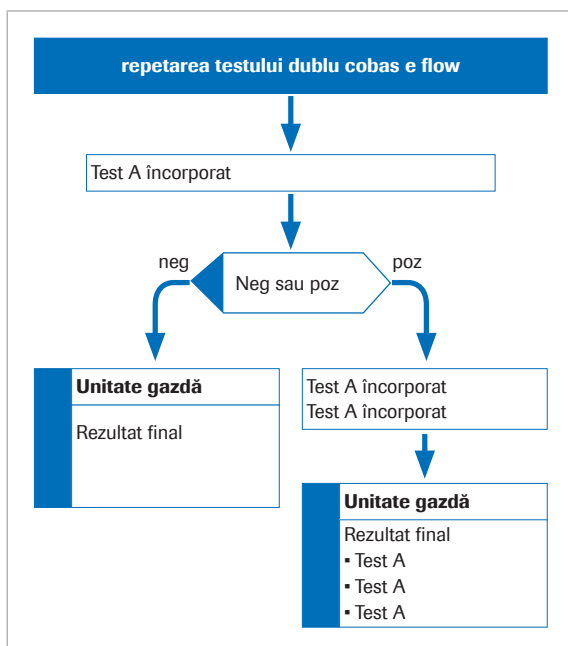 repetarea testului dublu cobas e flow
Test A încorporat
neg
Neg sau poz
poz
Unitate gazdă
Rezultat final
Test A încorporat
Test A încorporat
Unitate gazdă
Rezultat final
▪ Test A
▪ Test A
▪ Test A